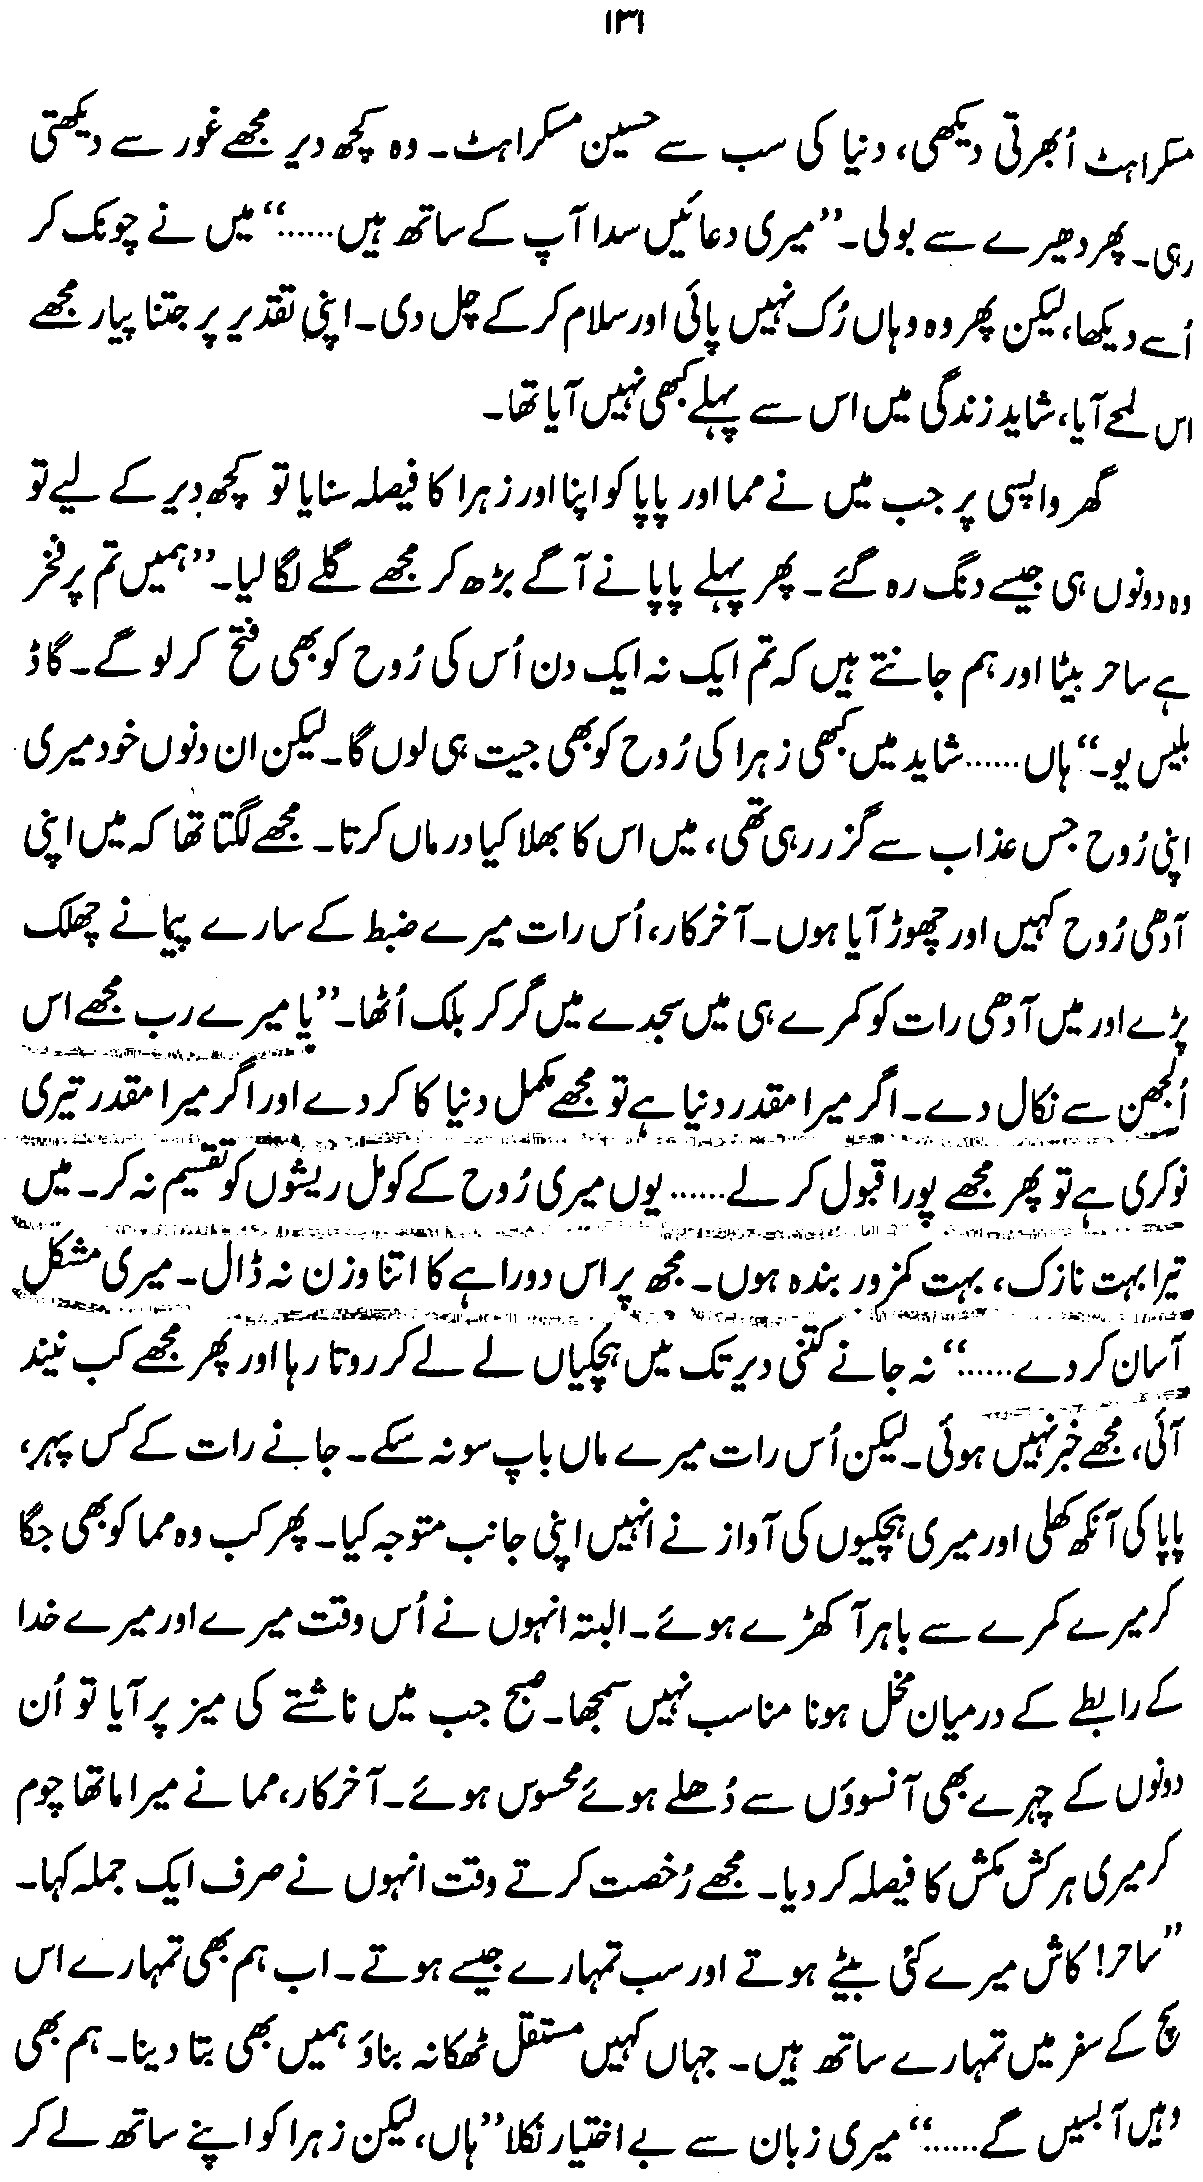 ۱۳۱
مسکراہٹ اُبھرتی دیکھی، دنیا کی سب سے حسین مسکراہٹ۔ وہ کچھ دیر مجھے غور سے دیکھتی
رہی۔ پھر دھیرے سے بولی۔ ”میری دعائیں سدا آپ کے ساتھ ہیں......“ میں نے چونک کر
اُسے دیکھا، لیکن پھر وہ وہاں رُک نہیں پائی اور سلام کر کے چل دی۔ اپنی تقدیر پر جتنا پیار مجھے
اس لمحے آیا، شاید زندگی میں اس سے پہلے کبھی نہیں آیا تھا۔
گھر واپسی پر جب میں نے مما اور پاپا کو اپنا اور زہرا کا فیصلہ سنایا تو کچھ دیر کے لیے تو
وہ دونوں ہی جیسے دنگ رہ گئے۔ پھر پہلے پاپا نے آگے بڑھ کر مجھے گلے لگا لیا۔ ”ہمیں تم پر فخر
ہے ساحر بیٹا اور ہم جانتے ہیں کہ تم ایک نہ ایک دن اُس کی رُوح کو بھی فتح کر لو گے۔ گاڈ
بلیس یو۔“ ہاں......شاید میں کبھی زہرا کی رُوح کو بھی جیت ہی لوں گا۔ لیکن ان دنوں خود میری
اپنی رُوح جس عذاب سے گزر رہی تھی، میں اس کا بھلا کیا درماں کرتا۔ مجھے لگتا تھا کہ میں اپنی
آدھی رُوح کہیں اور چھوڑ آیا ہوں۔ آخرکار، اُس رات میرے ضبط کے سارے پیمانے چھلک
پڑے اور میں آدھی رات کو کمرے ہی میں سجدے میں گر کر بلک اُٹھا۔ ”یا میرے رب مجھے اس
اُلجھن سے نکال دے۔ اگر میرا مقدر دنیا ہے تو مجھے مکمل دنیا کا کر دے اور اگر میرا مقدر تیری
نوکری ہے تو پھر مجھے پورا قبول کر لے...... یوں میری رُوح کے کومل ریشوں کو تقسیم نہ کر۔ میں
تیرا بہت نازک، بہت کمزور بندہ ہوں۔ مجھ پر اس دوراہے کا اتنا وزن نہ ڈال۔ میری مشکل
آسان کر دے......“ نہ جانے کتنی دیر تک میں ہچکیاں لے لے کر روتا رہا اور پھر مجھے کب نیند
آئی، مجھے خبر نہیں ہوئی۔ لیکن اُس رات میرے ماں باپ سو نہ سکے۔ جانے رات کے کس پہر،
پاپا کی آنکھ کھلی اور میری ہچکیوں کی آواز نے انہیں اپنی جانب متوجہ کیا۔ پھر کب وہ مما کو بھی جگا
کر میرے کمرے سے باہر آ کھڑے ہوئے۔ البتہ انہوں نے اُس وقت میرے اور میرے خدا
کے رابطے کے درمیان مخل ہونا مناسب نہیں سمجھا۔ صبح جب میں ناشتے کی میز پر آیا تو اُن
دونوں کے چہرے بھی آنسوؤں سے دُھلے ہوئے محسوس ہوئے۔ آخرکار، مما نے میرا ماتھا چوم
کر میری ہر کش مکش کا فیصلہ کر دیا۔ مجھے رُخصت کرتے وقت انہوں نے صرف ایک جملہ کہا۔
”ساحر! کاش میرے کئی بیٹے ہوتے اور سب تمہارے جیسے ہوتے۔ اب ہم بھی تمہارے اس
سچ کے سفر میں تمہارے ساتھ ہیں۔ جہاں کہیں مستقل ٹھکانہ بناؤ ہمیں بھی بتا دینا۔ ہم بھی
وہیں آ بسیں گے......“ میری زبان سے بے اختیار نکلا ”ہاں، لیکن زہرا کو اپنے ساتھ لے کر